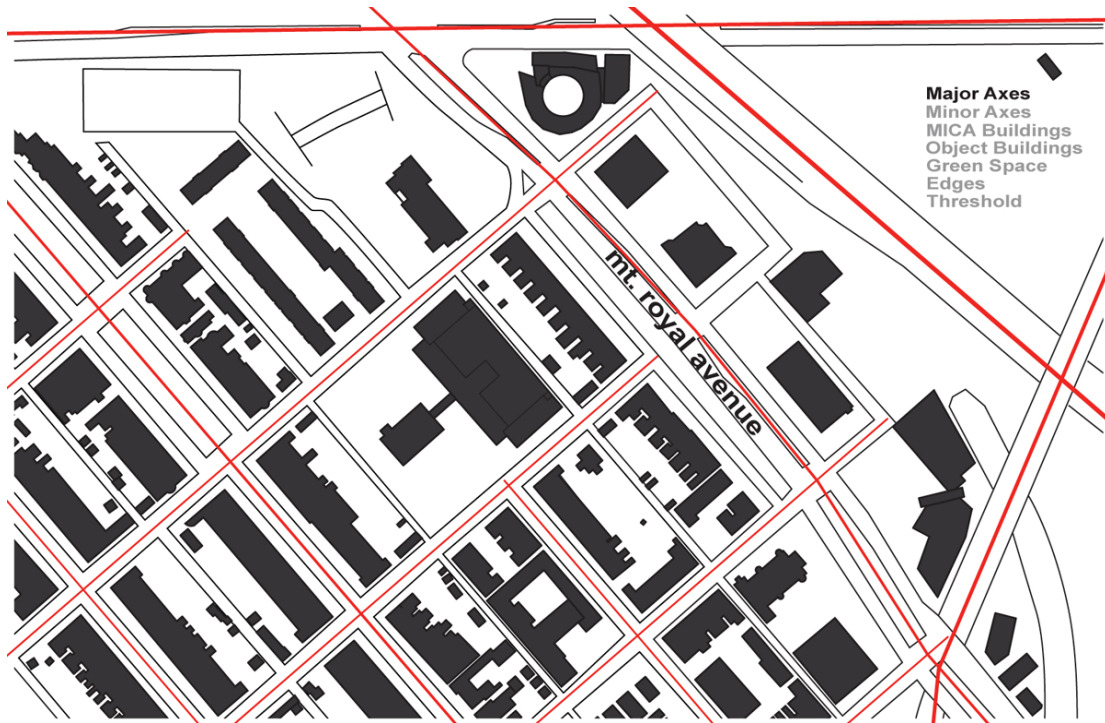 Major Axes
Minor Axes
MICA Buildings
Object Buildings
Green Space
Edges
Threshold
mt. royal avenue